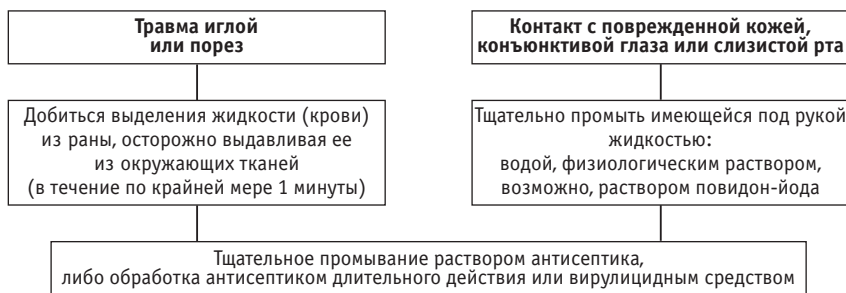 Травма иглой
или порез
Контакт с поврежденной кожей,
конъюнктивой глаза или слизистой рта
Добиться выделения жидкости (крови)
из раны, осторожно выдавливая ее
из окружающих тканей
(в течение по крайней мере 1 минуты)
Тщательно промыть имеющейся под рукой
жидкостью:
водой, физиологическим раствором,
возможно, раствором повидон-йода
Тщательное промывание раствором антисептика,
либо обработка антисептиком длительного действия или вирулицидным средством